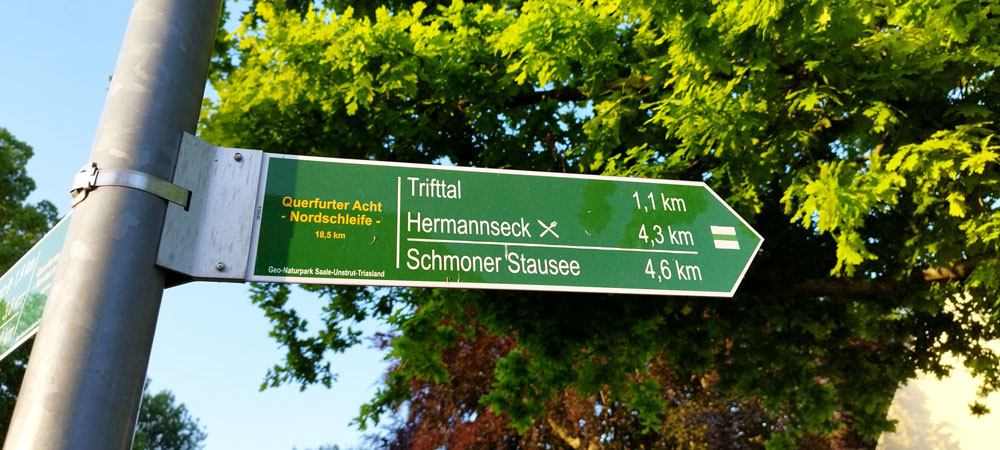 Querfurter Acht
- Nordschleife -
18,5 km
Geo-Naturpark Saale-Unstrut-Triasland
Trifttal 1,1 km
Hermannseck 4,3 km
Schmoner Stausee 4,6 km